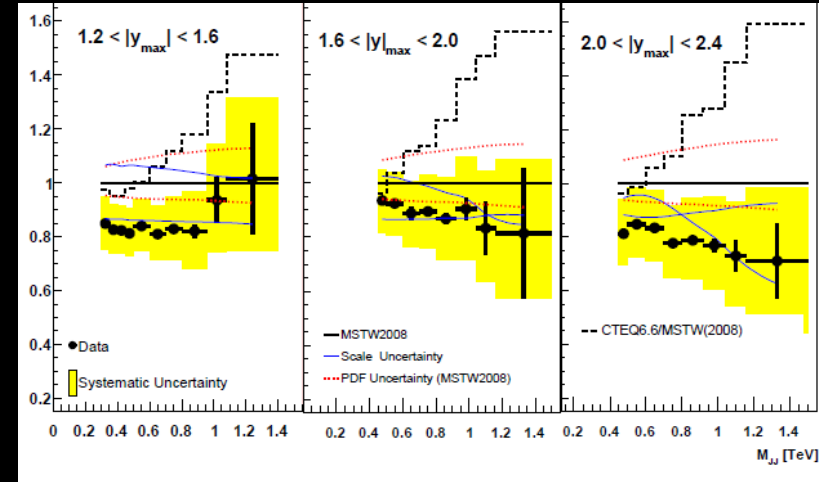 1.2 < |y_max| < 1.6
1.6 < |y|_max < 2.0
2.0 < |y_max| < 2.4
1.6
1.4
1.2
1
0.8
0.6
0.4
0.2
Data
Systematic Uncertainty
MSTW2008
Scale Uncertainty
PDF Uncertainty (MSTW2008)
CTEQ6.6/MSTW(2008)
0 0.2 0.4 0.6 0.8 1 1.2 1.4
0.2 0.4 0.6 0.8 1 1.2 1.4
0.2 0.4 0.6 0.8 1 1.2 1.4
M_JJ [TeV]